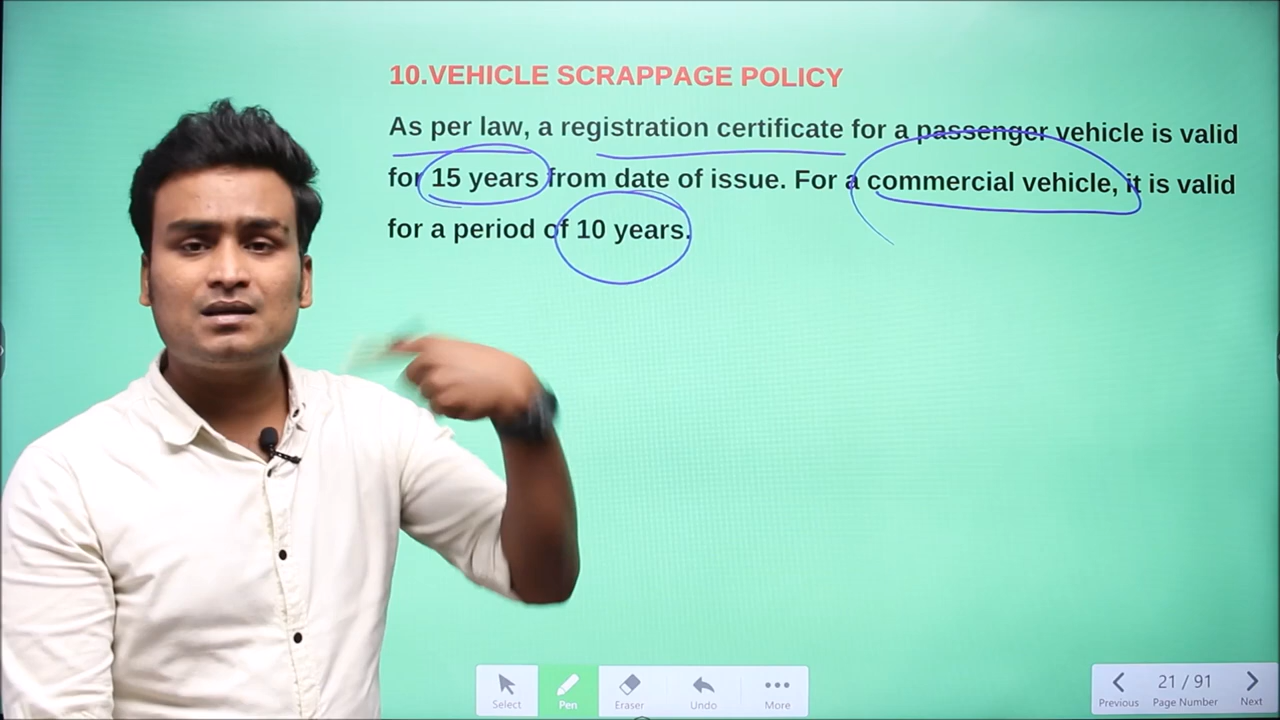 10.VEHICLE SCRAPPAGE POLICY
As per law, a registration certificate for a passenger vehicle is valid
for 15 years from date of issue. For a commercial vehicle, it is valid
for a period of 10 years.
Select
Pen
Eraser
Undo
More
Previous
21 / 91
Page Number
Next